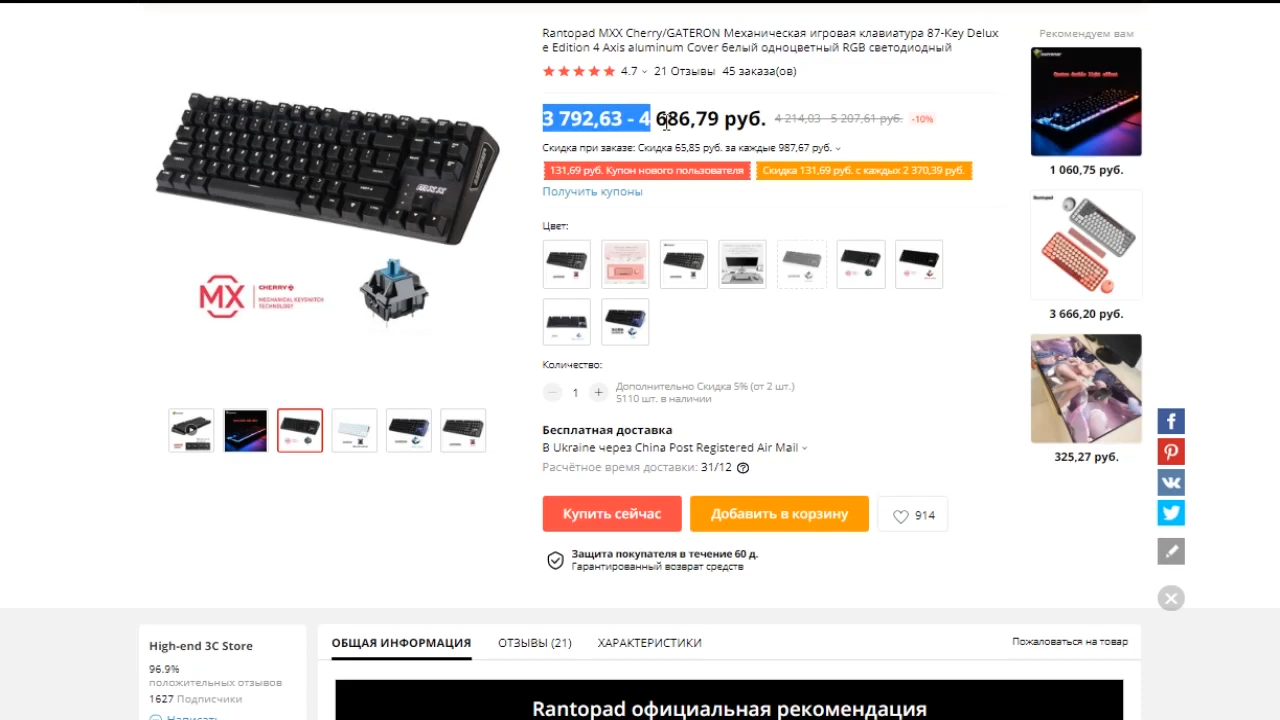 Rantopad MXX Cherry/GATERON Механическая игровая клавиатура 87-Key Delux
e Edition 4 Axis aluminum Cover белый одноцветный RGB светодиодный
4.7 21 Отзывы 45 заказа(ов)
3 792,63 - 4 686,79 руб. 4 214,03 - 5 207,61 руб. -10%
Скидка при заказе: Скидка 65,85 руб. за каждые 987,67 руб.
131,69 руб. Купон нового пользователя Скидка 131,69 руб. с каждых 2 370,39 руб.
Получить купоны
Цвет:
MX CHERRY
MECHANICAL KEYSWITCH
TECHNOLOGY
Количество:
1 Дополнительно Скидка 5% (от 2 шт.)
5110 шт. в наличии
Бесплатная доставка
В Ukraine через China Post Registered Air Mail
Расчётное время доставки: 31/12
Купить сейчас Добавить в корзину 914
Защита покупателя в течение 60 д.
Гарантированный возврат средств
Рекомендуем вам
1 060,75 руб.
3 666,20 руб.
325,27 руб.
High-end 3C Store
96.9%
положительных отзывов
1627 Подписчики
Написать
ОБЩАЯ ИНФОРМАЦИЯ ОТЗЫВЫ (21) ХАРАКТЕРИСТИКИ Пожаловаться на товар
Rantopad официальная рекомендация